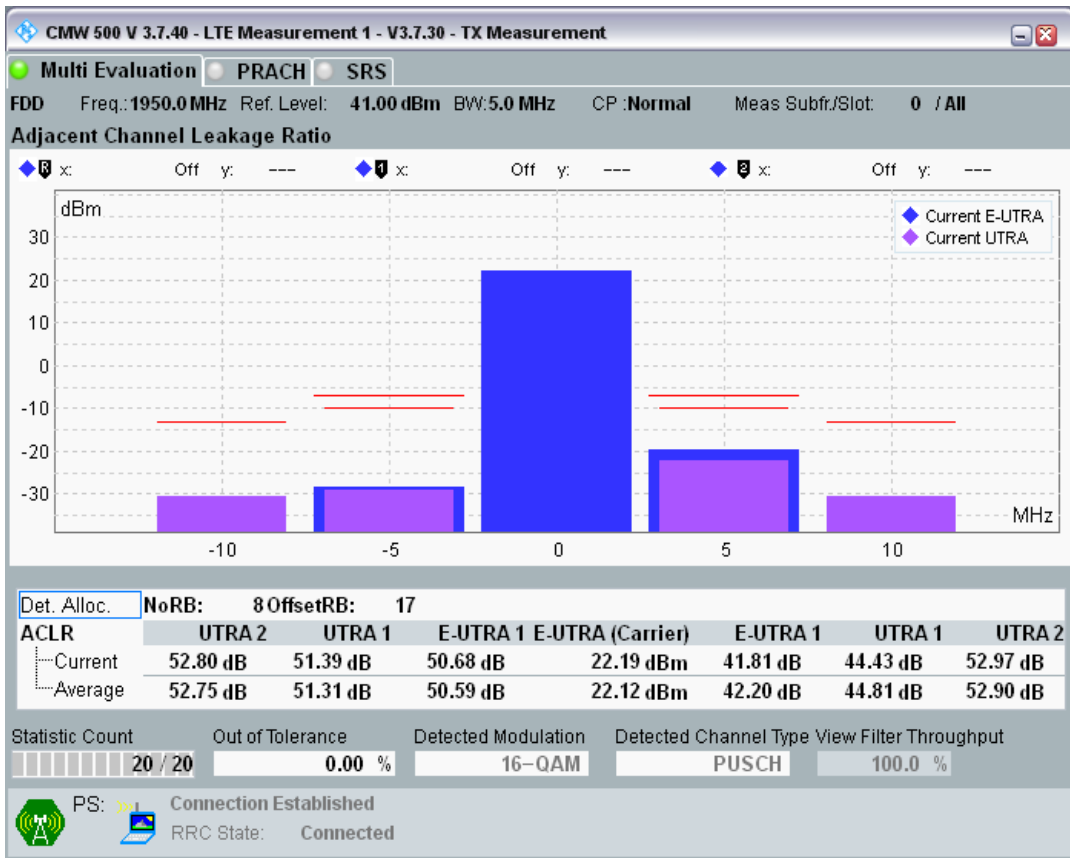 CMW 500 V 3.7.40 - LTE Measurement 1 - V3.7.30 - TX Measurement
Multi Evaluation PRACH SRS
FDD Freq.:1950.0 MHz Ref. Level: 41.00 dBm BW:5.0 MHz CP :Normal Meas Subfr./Slot: 0 / All
Adjacent Channel Leakage Ratio
R x: Off y: --- 1 x: Off y: --- 2 x: Off y: ---
dBm
Current E-UTRA
Current UTRA
30
20
10
0
-10
-20
-30
MHz
-10 -5 0 5 10
Det. Alloc. NoRB: 8 OffsetRB: 17
ACLR UTRA 2 UTRA 1 E-UTRA 1 E-UTRA (Carrier) E-UTRA 1 UTRA 1 UTRA 2
Current 52.80 dB 51.39 dB 50.68 dB 22.19 dBm 41.81 dB 44.43 dB 52.97 dB
Average 52.75 dB 51.31 dB 50.59 dB 22.12 dBm 42.20 dB 44.81 dB 52.90 dB
Statistic Count Out of Tolerance Detected Modulation Detected Channel Type View Filter Throughput
20 / 20 0.00 % 16-QAM PUSCH 100.0 %
PS: Connection Established
RRC State: Connected